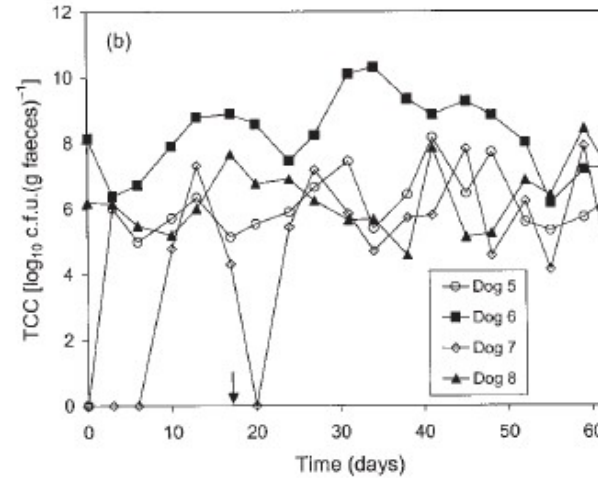 (b)
TCC [log₁₀ c.f.u.(g faeces)⁻¹
12
10
8
6
4
2
0
Dog 5
Dog 6
Dog 7
Dog 8
0 10 20 30 40 50 60
Time (days)